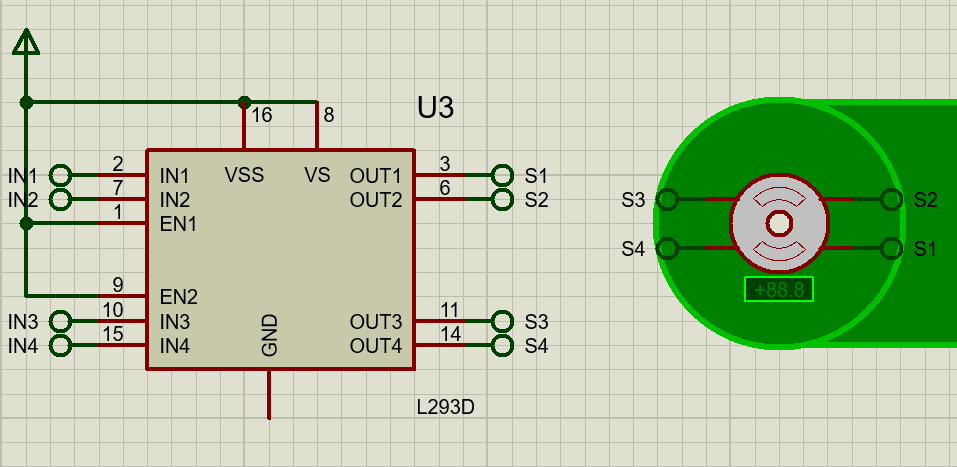 U3
16
8
IN1
2
IN1
VSS
VS
OUT1
3
S1
IN2
7
IN2
OUT2
6
S2
1
EN1
9
EN2
IN3
10
IN3
OUT3
11
S3
IN4
15
IN4
GND
OUT4
14
S4
L293D
S3
S2
S4
S1
+88.8